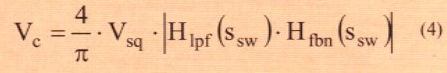 V_c = 4/π · V_sq · |H_lpf(s_sw) · H_fbn(s_sw)| (4)